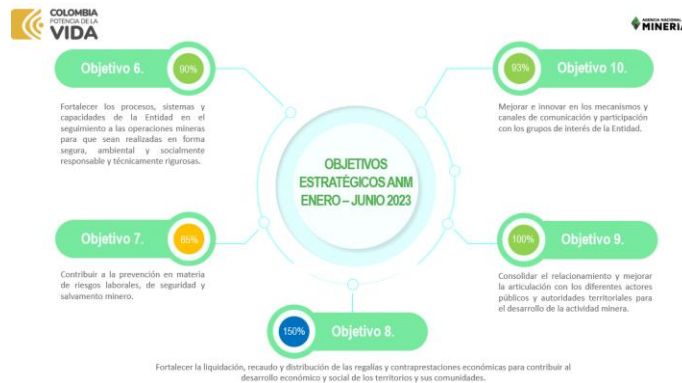 COLOMBIA
POTENCIA DE LA
VIDA
AGENCIA NACIONAL DE
MINERÍA
Objetivo 6.
90%
Fortalecer los procesos, sistemas y
capacidades de la Entidad en el
seguimiento a las operaciones mineras
para que sean realizadas en forma
segura, ambiental y socialmente
responsable y técnicamente rigurosas.
93%
Objetivo 10.
Mejorar e innovar en los mecanismos y
canales de comunicación y participación
con los grupos de interés de la Entidad.
OBJETIVOS
ESTRATÉGICOS ANM
ENERO – JUNIO 2023
Objetivo 7.
85%
Contribuir a la prevención en materia
de riesgos laborales, de seguridad y
salvamento minero.
100%
Objetivo 9.
Consolidar el relacionamiento y mejorar
la articulación con los diferentes actores
públicos y autoridades territoriales para
el desarrollo de la actividad minera.
150%
Objetivo 8.
Fortalecer la liquidación, recaudo y distribución de las regalías y contraprestaciones económicas para contribuir al
desarrollo económico y social de los territorios y sus comunidades.